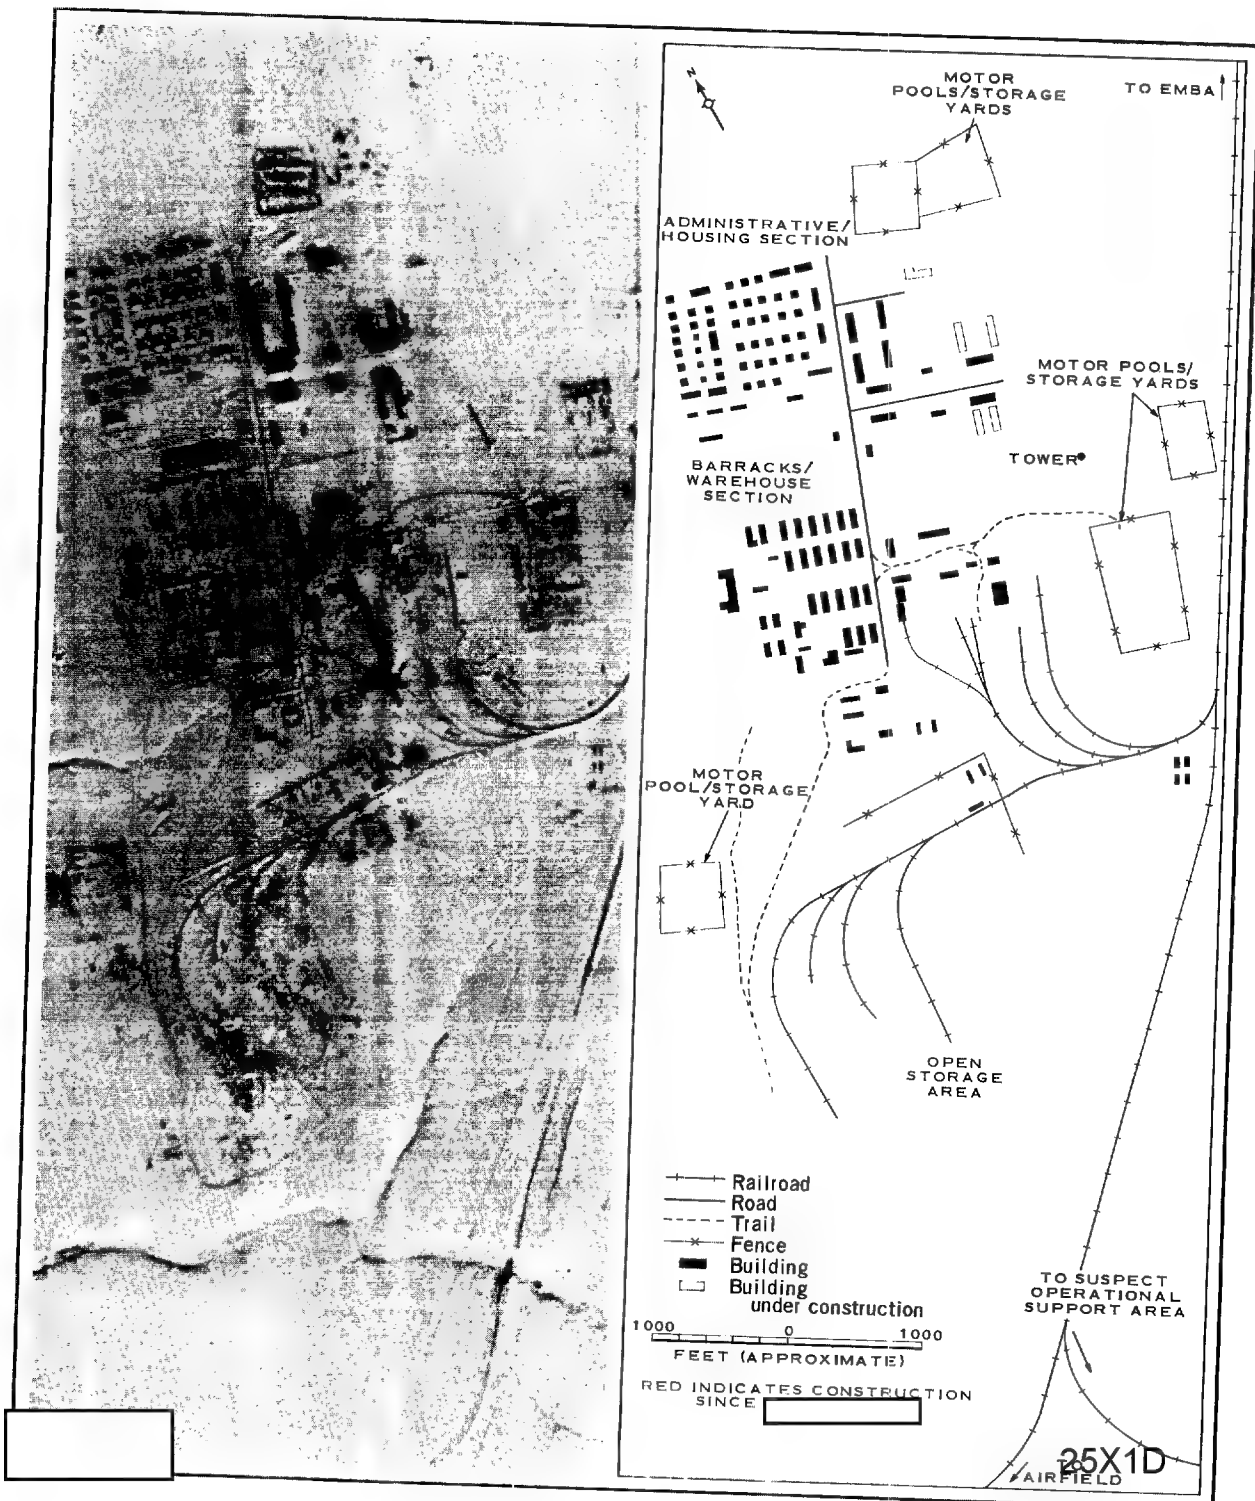 N
MOTOR
POOLS/STORAGE
YARDS
TO EMBA
ADMINISTRATIVE/
HOUSING SECTION
MOTOR POOLS/
STORAGE YARDS
TOWER
BARRACKS/
WAREHOUSE
SECTION
MOTOR
POOL/STORAGE
YARD
OPEN
STORAGE
AREA
Railroad
Road
Trail
Fence
Building
Building
under construction
1000 0 1000
FEET (APPROXIMATE)
RED INDICATES CONSTRUCTION
SINCE
TO SUSPECT
OPERATIONAL
SUPPORT AREA
25X1D
TO
AIRFIELD